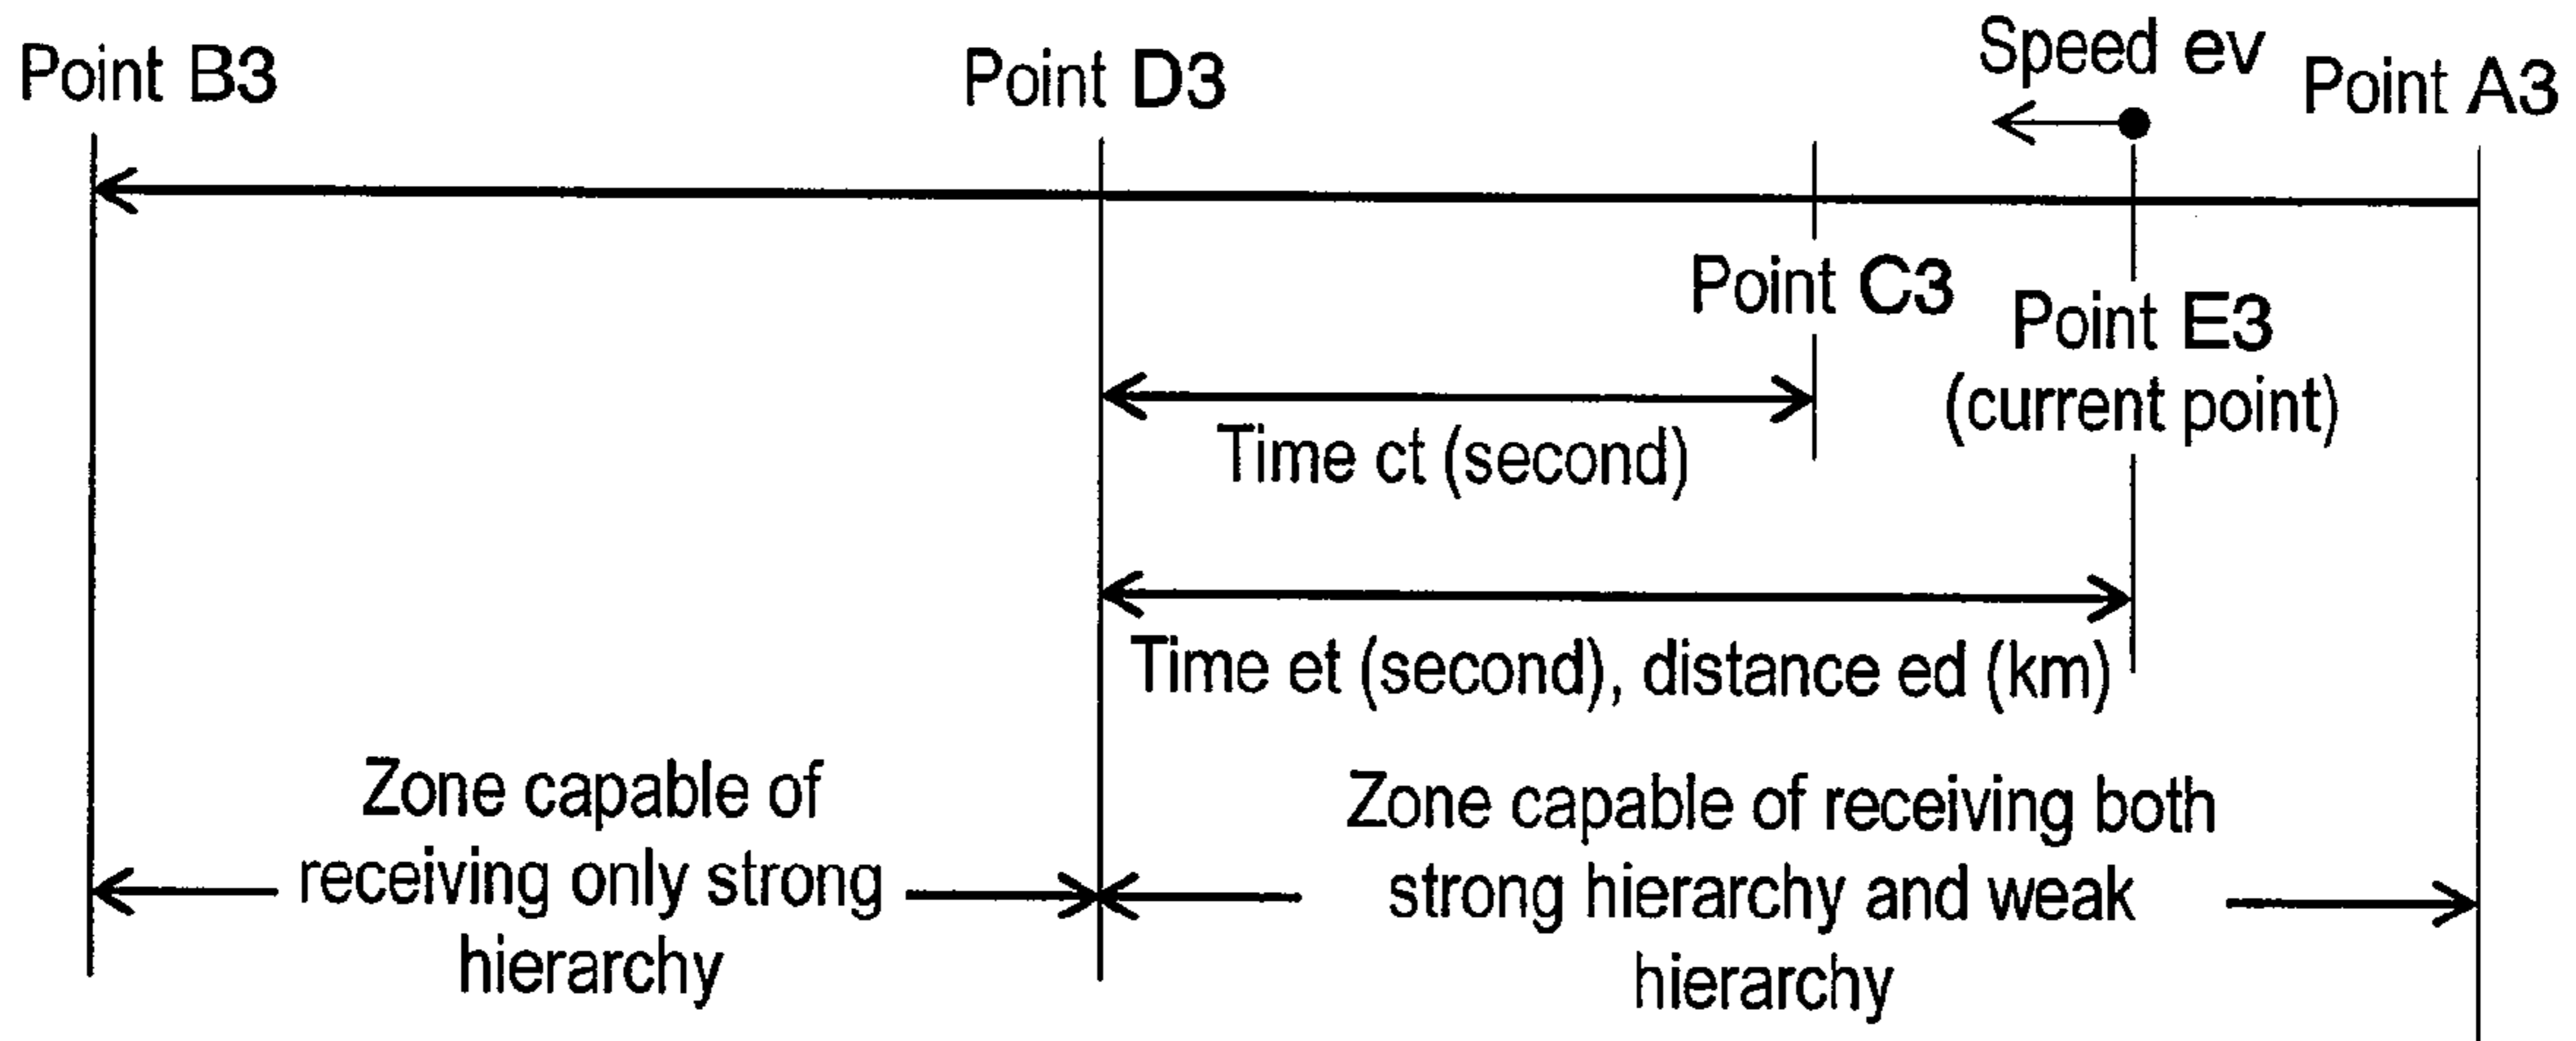 Speed ev
Point B3
Point D3
Point A3
Point C3
Point E3
(current point)
Time ct (second)
Time et (second), distance ed (km)
Zone capable of
receiving only strong
hierarchy
Zone capable of receiving both
strong hierarchy and weak
hierarchy